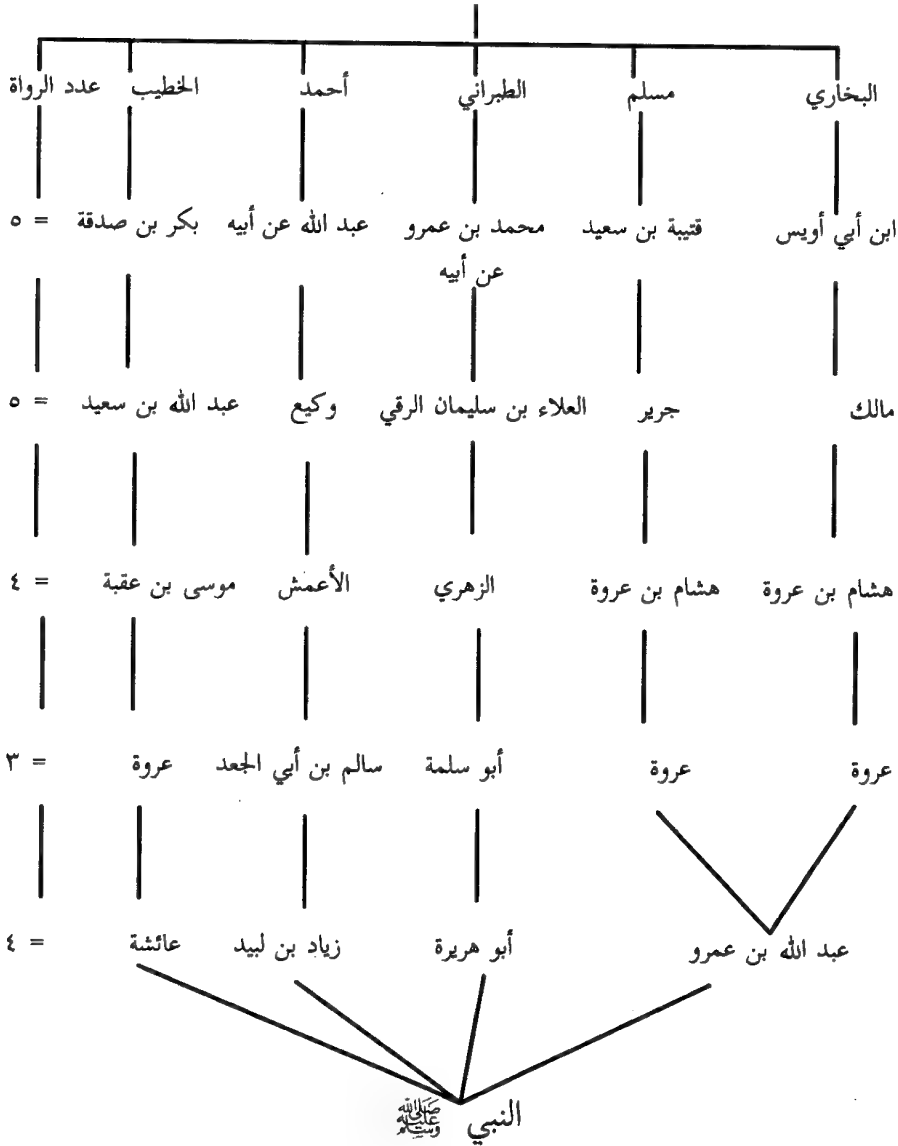 البخاري مسلم الطبراني أحمد الخطيب عدد الرواة
ابن أبي أويس قتيبة بن سعيد محمد بن عمرو عبد الله عن أبيه بكر بن صدقة = ٥
عن أبيه
مالك جرير العلاء بن سليمان الرقي وكيع عبد الله بن سعيد = ٥
هشام بن عروة هشام بن عروة الزهري الأعمش موسى بن عقبة = ٤
عروة عروة أبو سلمة سالم بن أبي الجعد عروة = ٣
عبد الله بن عمرو أبو هريرة زياد بن لبيد عائشة = ٤
النبي ﷺ